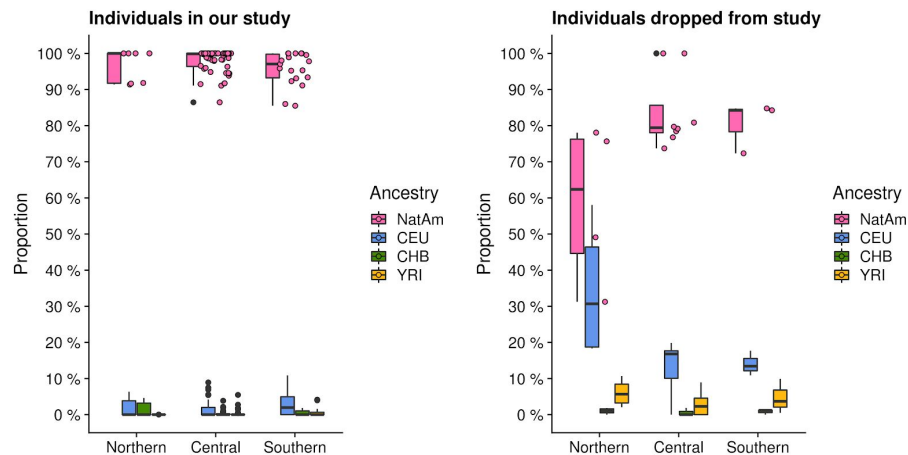 Individuals in our study
100 %
90 %
80 %
70 %
60 %
50 %
40 %
30 %
20 %
10 %
0 %
Proportion
Northern Central Southern
Ancestry
NatAm
CEU
CHB
YRI
Individuals dropped from study
100 %
90 %
80 %
70 %
60 %
50 %
40 %
30 %
20 %
10 %
0 %
Proportion
Northern Central Southern
Ancestry
NatAm
CEU
CHB
YRI